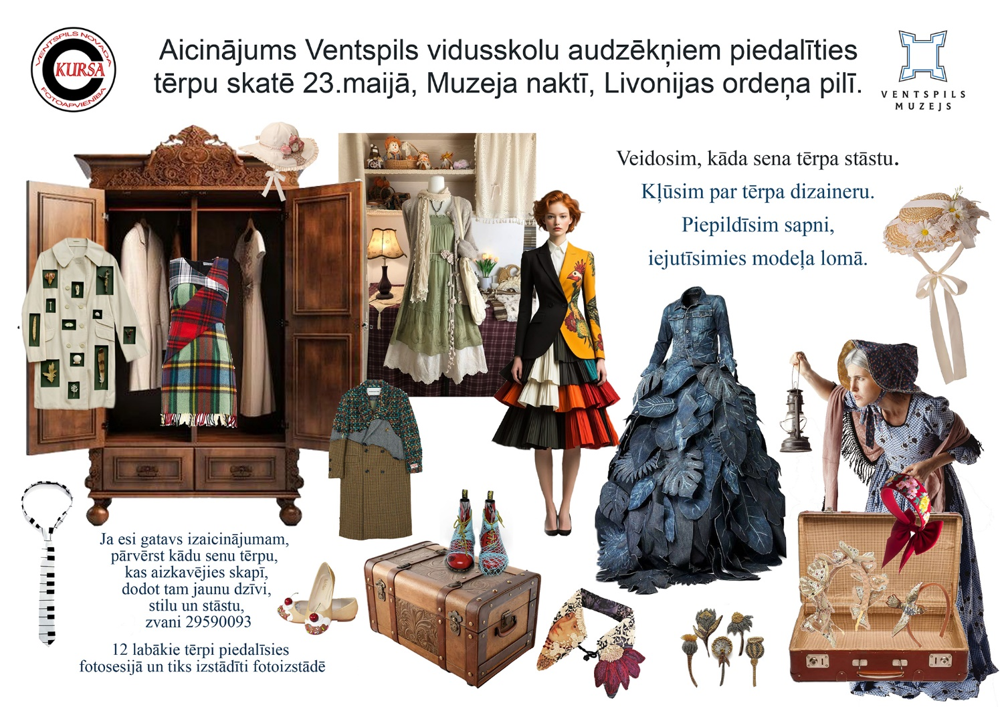 VENTSPILS NOVADA
KURSA
FOTOAPVIENĪBA
Aicinājums Ventspils vidusskolu audzēkņiem piedalīties
tērpu skatē 23.maijā, Muzeja naktī, Livonijas ordeņa pilī.
VENTSPILS
MUZEJS
Veidosim, kāda sena tērpa stāstu.
Kļūsim par tērpa dizaineru.
Piepildīsim sapni,
iejutīsimies modeļa lomā.
Ja esi gatavs izaicinājumam,
pārvērst kādu senu tērpu,
kas aizkavējies skapī,
dodot tam jaunu dzīvi,
stilu un stāstu,
zvani 29590093
12 labākie tērpi piedalīsies
fotosesijā un tiks izstādīti fotoizstādē